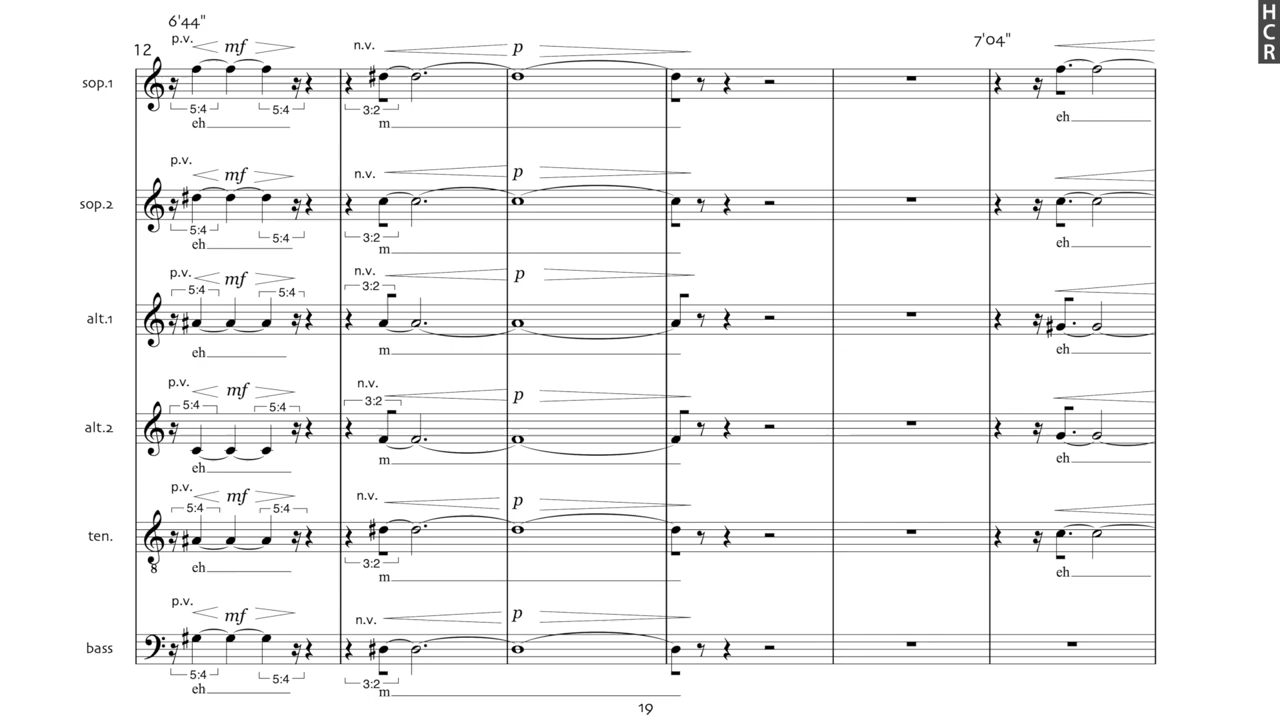 6'44"
HCR
12
p.v. mf n.v. p 7'04"
sop.1
5:4 5:4 3:2
eh m eh
p.v. mf n.v. p
sop.2
5:4 5:4 3:2
eh m eh
p.v. mf n.v. p
5:4 5:4 3:2
alt.1
eh m eh
p.v. mf n.v. p
5:4 5:4 3:2
alt.2
eh m eh
p.v. mf n.v. p
5:4 5:4
ten.
8 3:2
eh m eh
p.v. mf n.v. p
bass
5:4 5:4 3:2
eh m
19